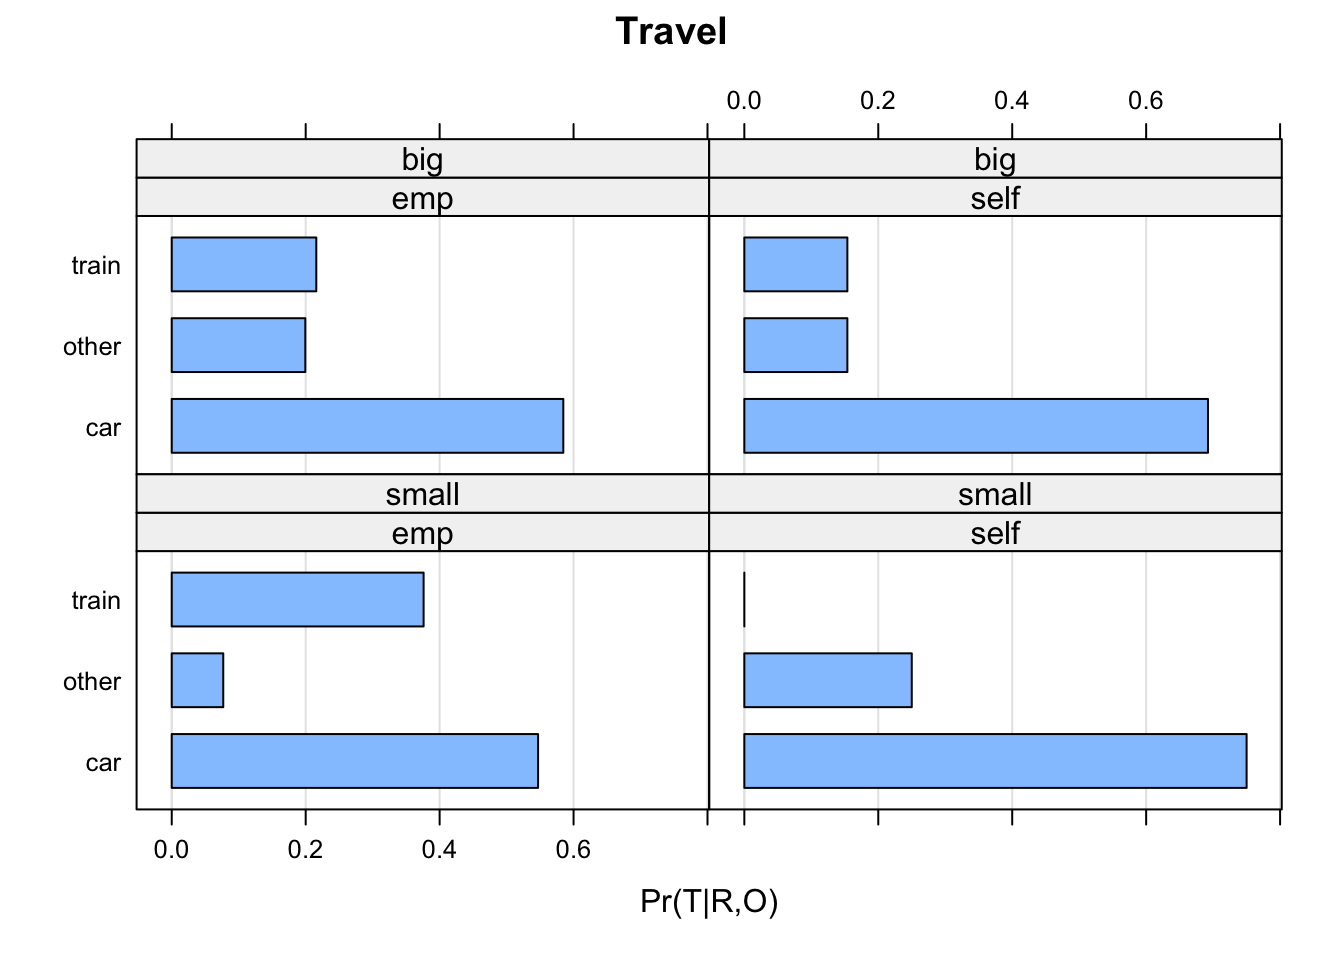 Travel
0.0 0.2 0.4 0.6
big big
emp self
train
other
car
small small
emp self
train
other
car
0.0 0.2 0.4 0.6
Pr(T|R,O)